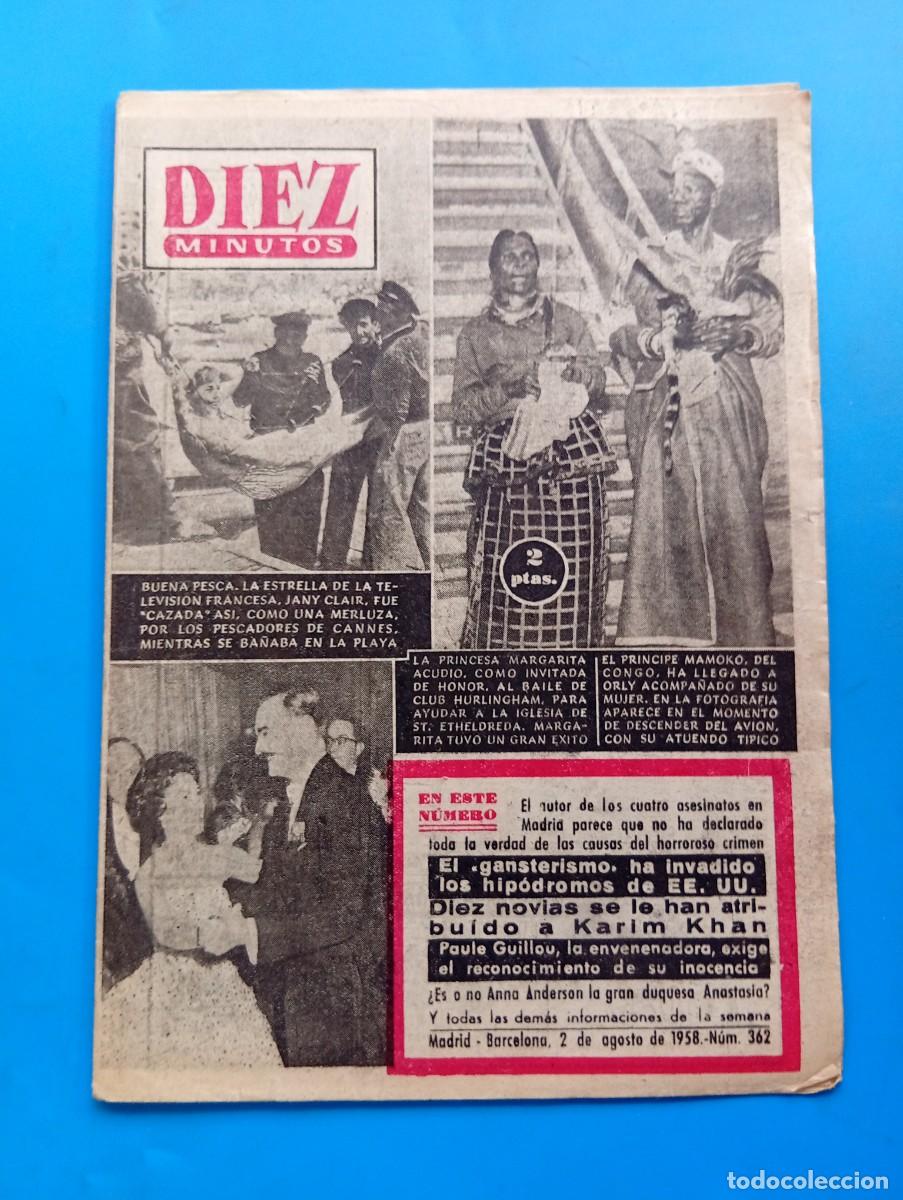 DIEZ
MINUTOS
2
ptas.
BUENA PESCA. LA ESTRELLA DE LA TE-
LEVISION FRANCESA, JANY CLAIR, FUE
"CAZADA" ASI, COMO UNA MERLUZA,
POR LOS PESCADORES DE CANNES,
MIENTRAS SE BAÑABA EN LA PLAYA
LA PRINCESA MARGARITA
ACUDIO, COMO INVITADA
DE HONOR, AL BAILE DE
CLUB HURLINGHAM, PARA
AYUDAR A LA IGLESIA DE
ST. ETHELDREDA. MARGA-
RITA TUVO UN GRAN EXITO
EL PRINCIPE MAMOKO, DEL
CONGO, HA LLEGADO A
ORLY ACOMPAÑADO DE SU
MUJER. EN LA FOTOGRAFIA
APARECE EN EL MOMENTO
DE DESCENDER DEL AVION,
CON SU ATUENDO TIPICO
EN ESTE
NÚMERO
El autor de los cuatro asesinatos en
Madrid parece que no ha declarado
toda la verdad de las causas del horroroso crimen
El «gansterismo» ha invadido
los hipódromos de EE. UU.
Diez novias se le han atri-
buído a Karim Khan
Paule Guillou, la envenenadora, exige
el reconocimiento de su inocencia
¿Es o no Anna Anderson la gran duquesa Anastasia?
Y todas las demás informaciones de la semana
Madrid - Barcelona, 2 de agosto de 1958.-Núm. 362
todocoleccion